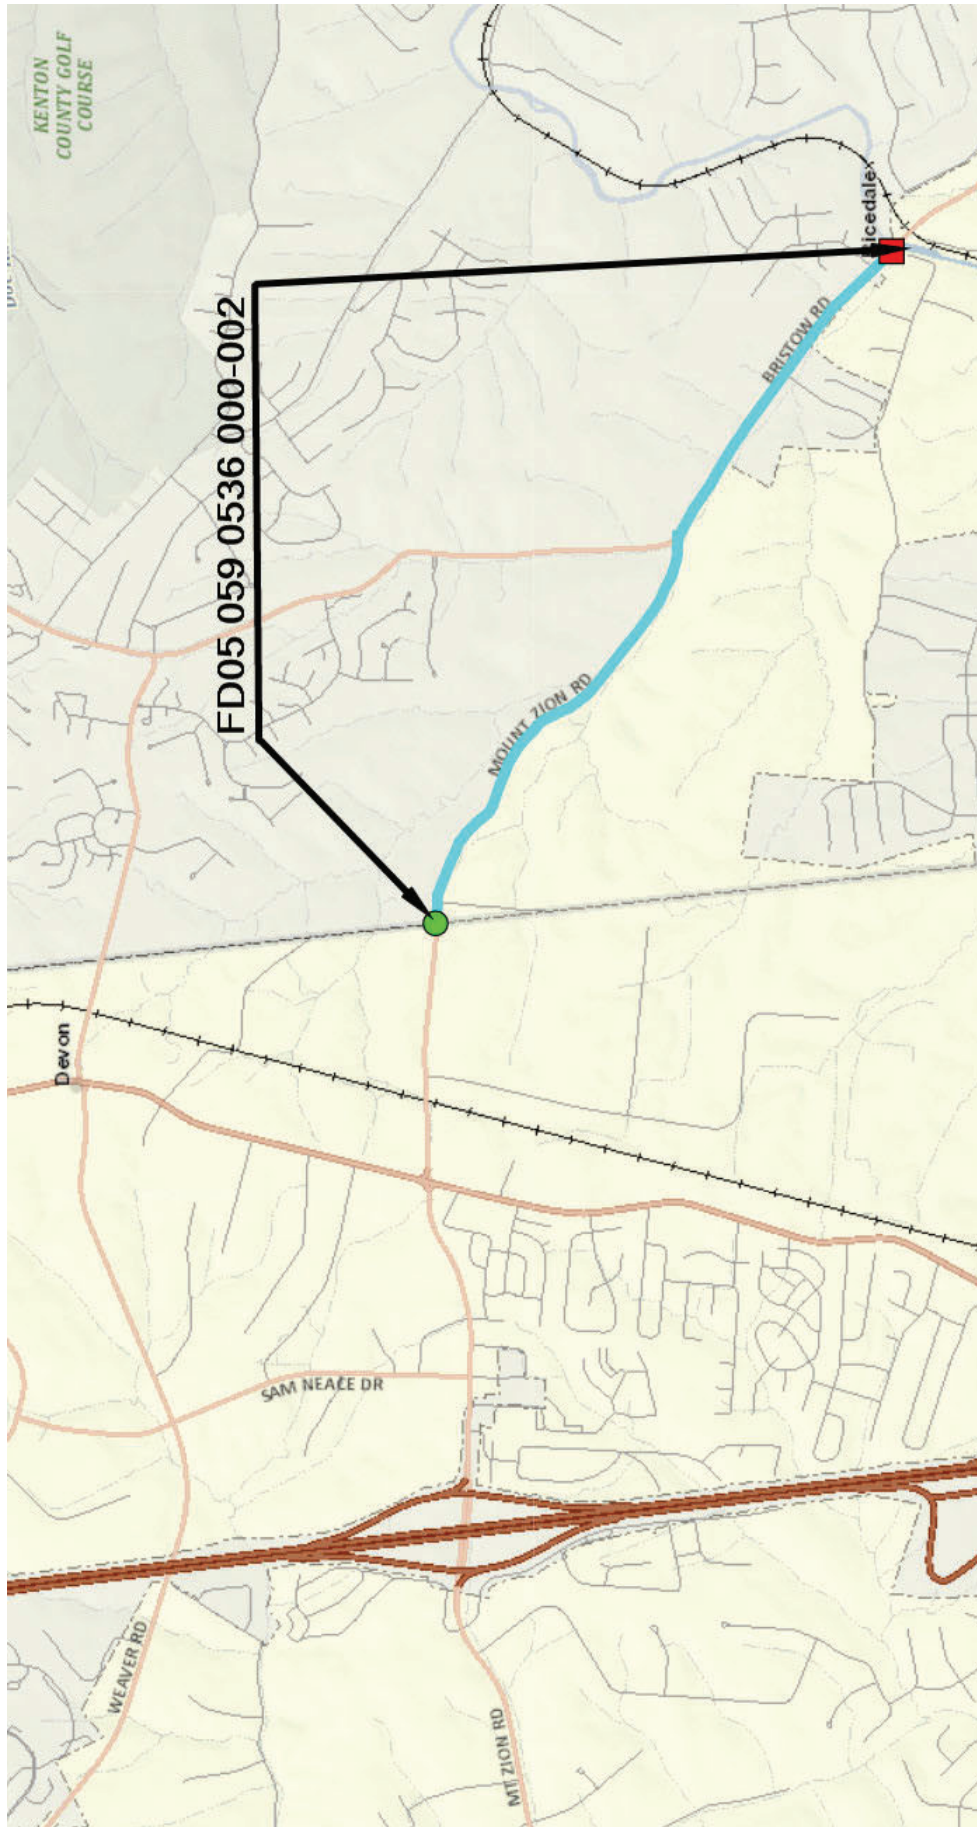 KENTON
COUNTY GOLF
COURSE
FD05 059 0536 000-002
BRISTOW RD
MOUNT ZION RD
Devon
SAM NEACE DR
WEAVER RD
MT ZION RD